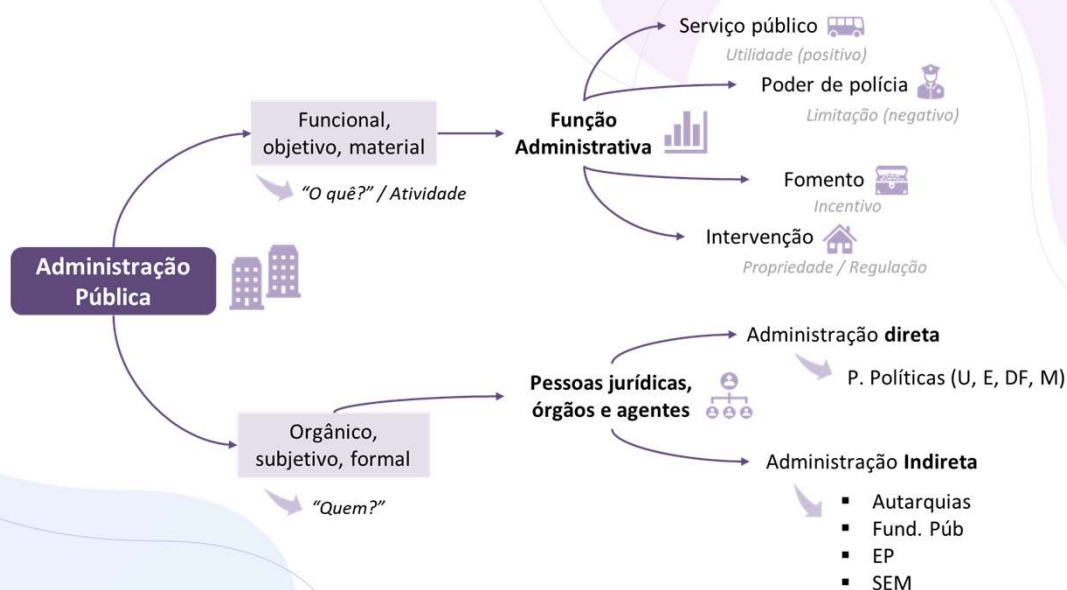 Administração
Pública
Funcional,
objetivo, material
“O quê?” / Atividade
Função
Administrativa
Serviço público
Utilidade (positivo)
Poder de polícia
Limitação (negativo)
Fomento
Incentivo
Intervenção
Propriedade / Regulação
Orgânico,
subjetivo, formal
“Quem?”
Pessoas jurídicas,
órgãos e agentes
Administração direta
P. Políticas (U, E, DF, M)
Administração Indireta
▪ Autarquias
▪ Fund. Púb
▪ EP
▪ SEM